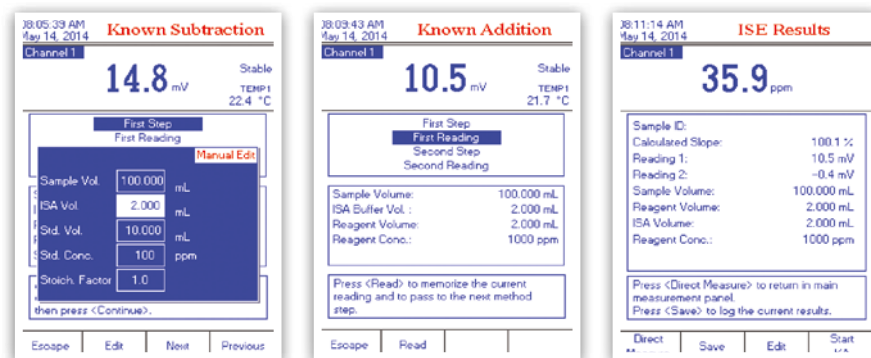 08:05:39 AM
May 14, 2014
Known Subtraction
Channel 1
14.8 mV
Stable
TEMP1
22.4 °C
First Step
First Reading
Manual Edit
Sample Vol. 100.000 mL
ISA Vol. 2.000 mL
Std. Vol. 10.000 mL
Std. Conc. 100 ppm
Stoich. Factor 1.0
then press <Continue>.
Escape Edit Next Previous
08:09:43 AM
May 14, 2014
Known Addition
Channel 1
10.5 mV
Stable
TEMP1
21.7 °C
First Step
First Reading
Second Step
Second Reading
Sample Volume: 100.000 mL
ISA Buffer Vol. : 2.000 mL
Reagent Volume: 2.000 mL
Reagent Conc.: 1000 ppm
Press <Read> to memorize the current
reading and to pass to the next method
step.
Escape Read
08:11:14 AM
May 14, 2014
ISE Results
Channel 1
35.9 ppm
Sample ID:
Calculated Slope: 100.1 %
Reading 1: 10.5 mV
Reading 2: -0.4 mV
Sample Volume: 100.000 mL
Reagent Volume: 2.000 mL
ISA Volume: 2.000 mL
Reagent Conc.: 1000 ppm
Press <Direct Measure> to return in main
measurement panel.
Press <Save> to log the current results.
Direct Save Edit Start